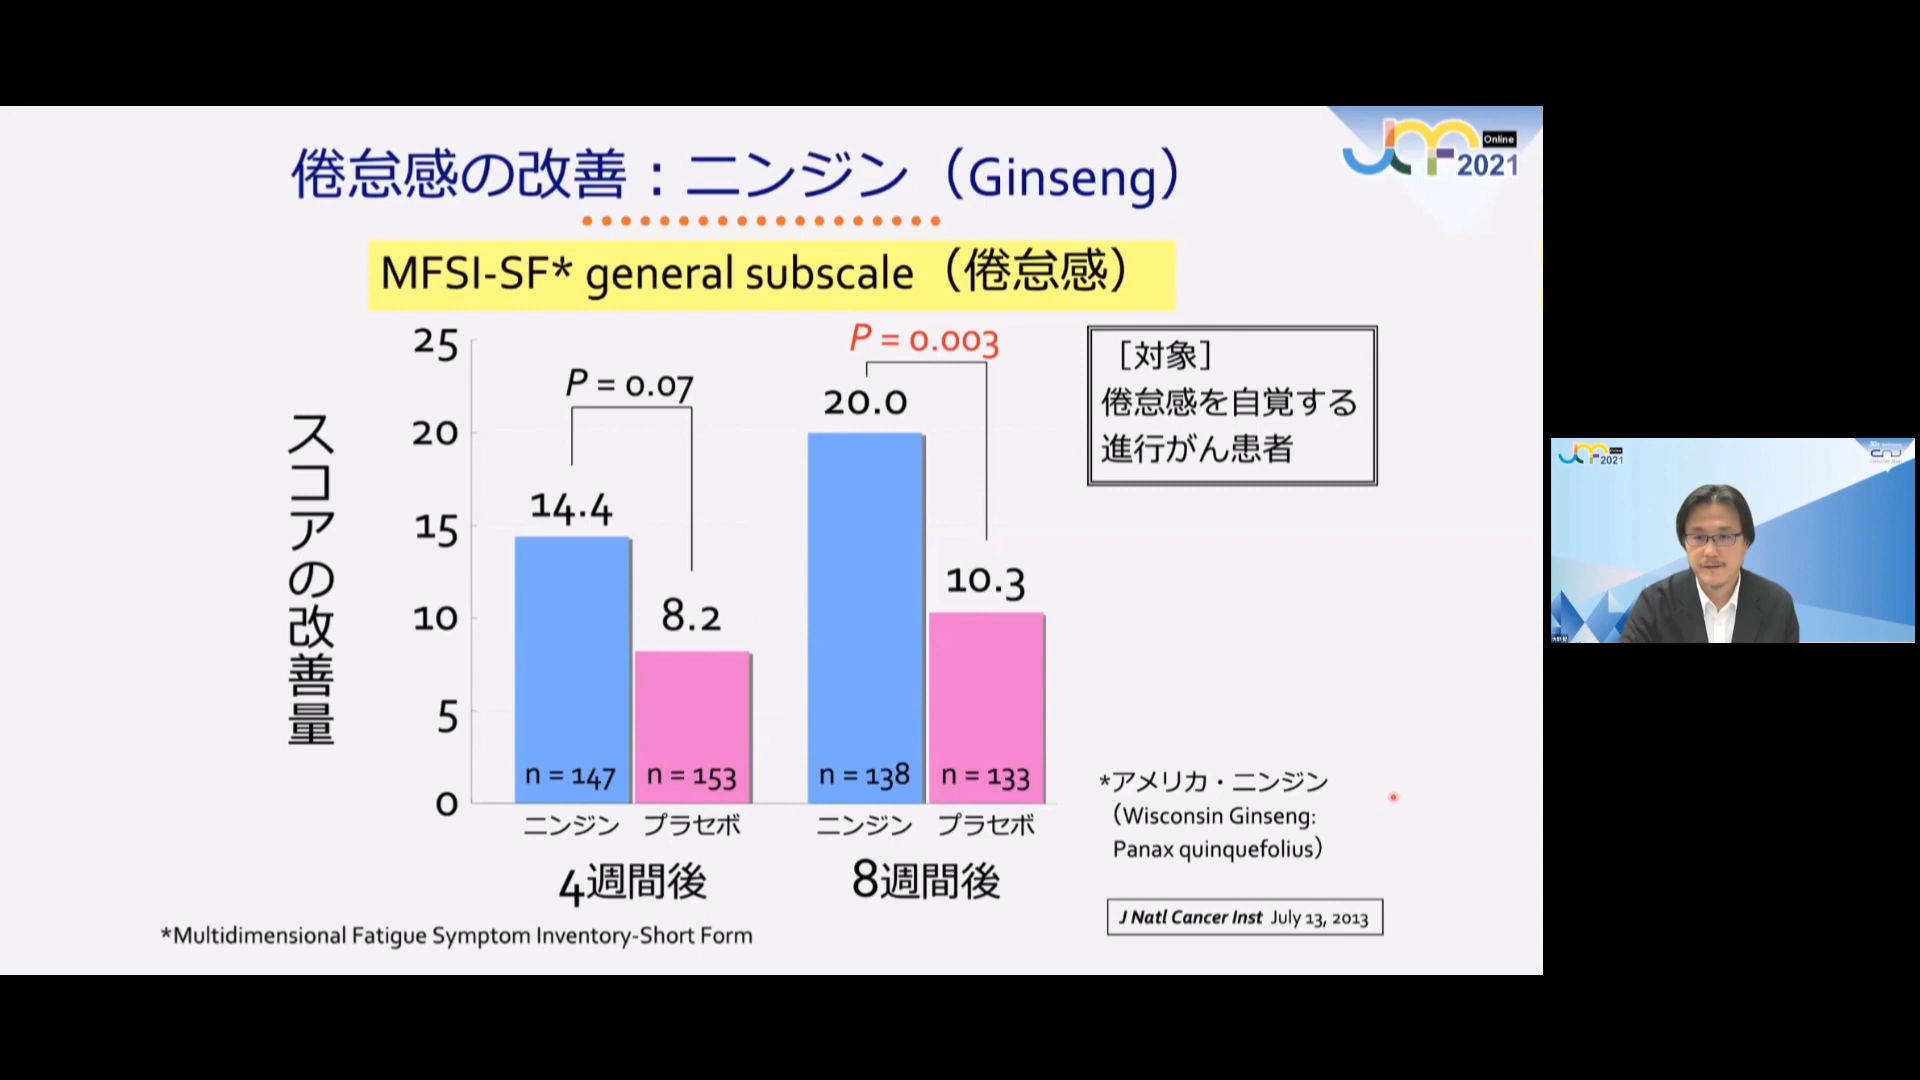 倦怠感の改善：ニンジン（Ginseng）
JCMF Online 2021
MFSI-SF* general subscale（倦怠感）
スコアの改善量
25
20
15
10
5
0
P = 0.07
14.4
8.2
n = 147
n = 153
ニンジン
プラセボ
4週間後
P = 0.003
20.0
10.3
n = 138
n = 133
ニンジン
プラセボ
8週間後
［対象］
倦怠感を自覚する
進行がん患者
*アメリカ・ニンジン
（Wisconsin Ginseng:
Panax quinquefolius）
J Natl Cancer Inst July 13, 2013
*Multidimensional Fatigue Symptom Inventory-Short Form
2021